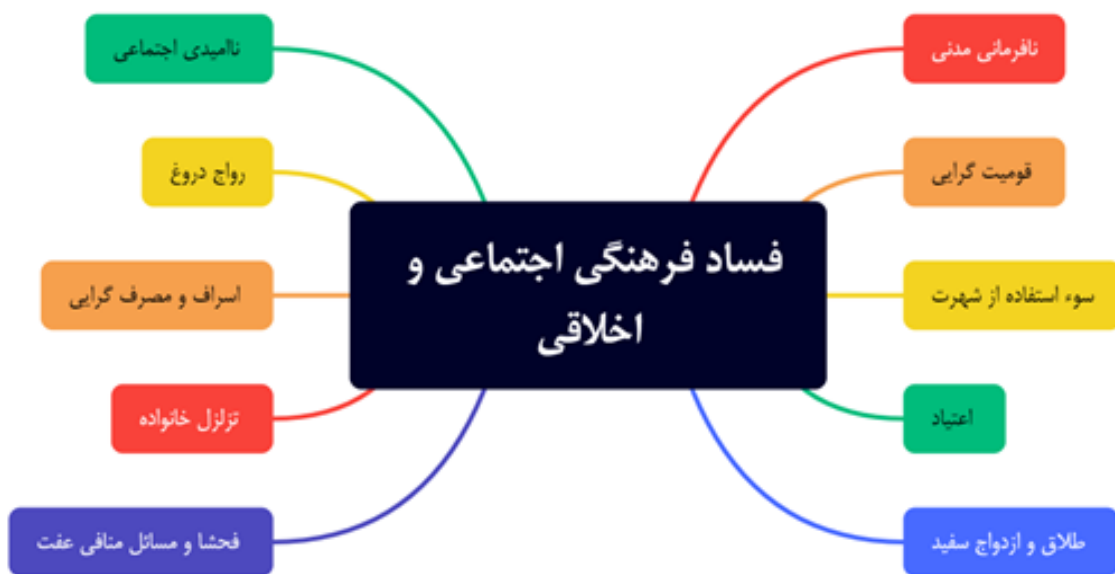 فساد فرهنگی اجتماعی و
اخلاقی
نافرمانی مدنی
قومیت گرایی
سوء استفاده از شهرت
اعتیاد
طلاق و ازدواج سفید
ناامیدی اجتماعی
رواج دروغ
اسراف و مصرف گرایی
تزلزل خانواده
فحشا و مسائل منافی عفت